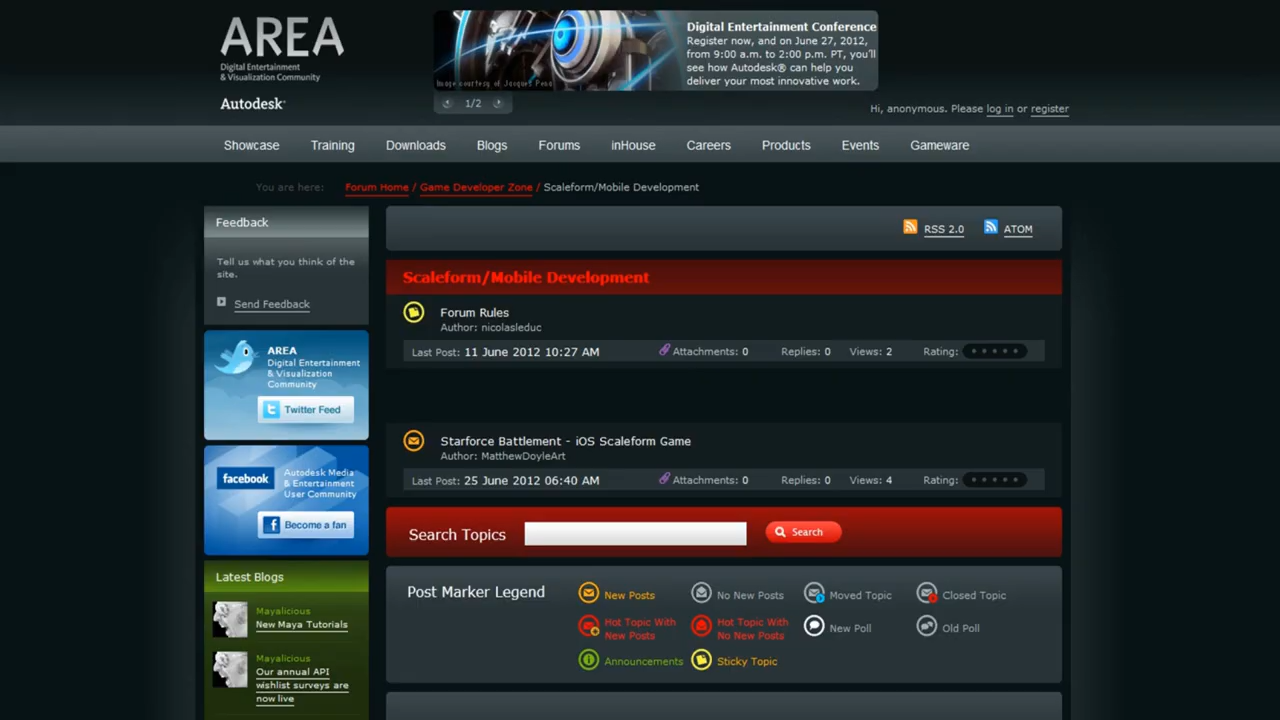 AREA
Digital Entertainment
& Visualization Community
Autodesk
Image courtesy of Jacques Pena
Digital Entertainment Conference
Register now, and on June 27, 2012,
from 9:00 a.m. to 2:00 p.m. PT, you'll
see how Autodesk® can help you
deliver your most innovative work.
1/2
Hi, anonymous. Please log in or register
Showcase Training Downloads Blogs Forums inHouse Careers Products Events Gameware
You are here: Forum Home / Game Developer Zone / Scaleform/Mobile Development
Feedback
Tell us what you think of the
site.
Send Feedback
AREA
Digital Entertainment
& Visualization
Community
Twitter Feed
facebook
Autodesk Media
& Entertainment
User Community
Become a fan
Latest Blogs
Mayalicious
New Maya Tutorials
Mayalicious
Our annual API
wishlist surveys are
now live
RSS 2.0 ATOM
Scaleform/Mobile Development
Forum Rules
Author: nicolasleduc
Last Post: 11 June 2012 10:27 AM Attachments: 0 Replies: 0 Views: 2 Rating:
Starforce Battlement - iOS Scaleform Game
Author: MatthewDoyleArt
Last Post: 25 June 2012 06:40 AM Attachments: 0 Replies: 0 Views: 4 Rating:
Search Topics Search
Post Marker Legend
New Posts No New Posts Moved Topic Closed Topic
Hot Topic With
New Posts
Hot Topic With
No New Posts
New Poll Old Poll
Announcements Sticky Topic